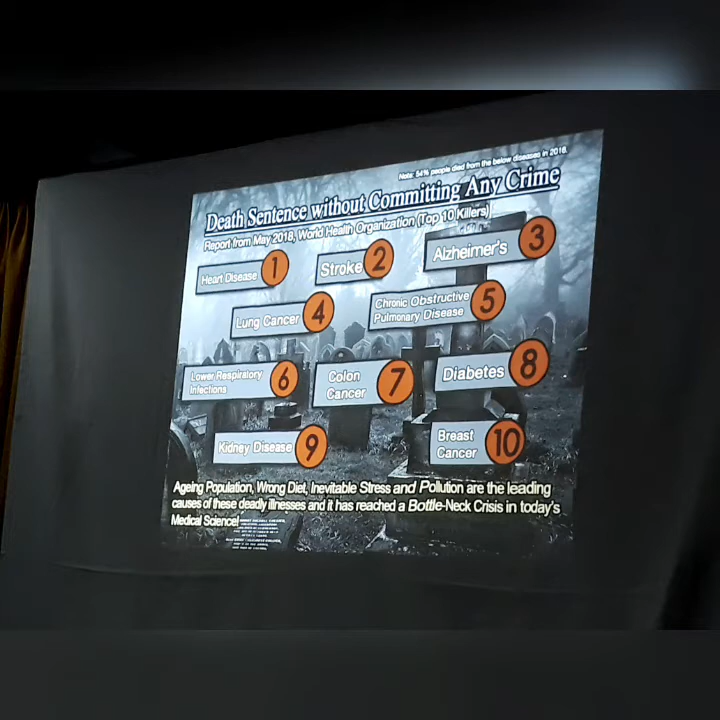 Note: 54% people died from the below diseases in 2016.
Death Sentence without Committing Any Crime
Report from May 2018, World Health Organization (Top 10 Killers)
Heart Disease 1
Stroke 2
Alzheimer's 3
Lung Cancer 4
Chronic Obstructive
Pulmonary Disease 5
Lower Respiratory
Infections 6
Colon
Cancer 7
Diabetes 8
Kidney Disease 9
Breast
Cancer 10
Ageing Population, Wrong Diet, Inevitable Stress and Pollution are the leading
causes of these deadly illnesses and it has reached a Bottle-Neck Crisis in today's
Medical Science!